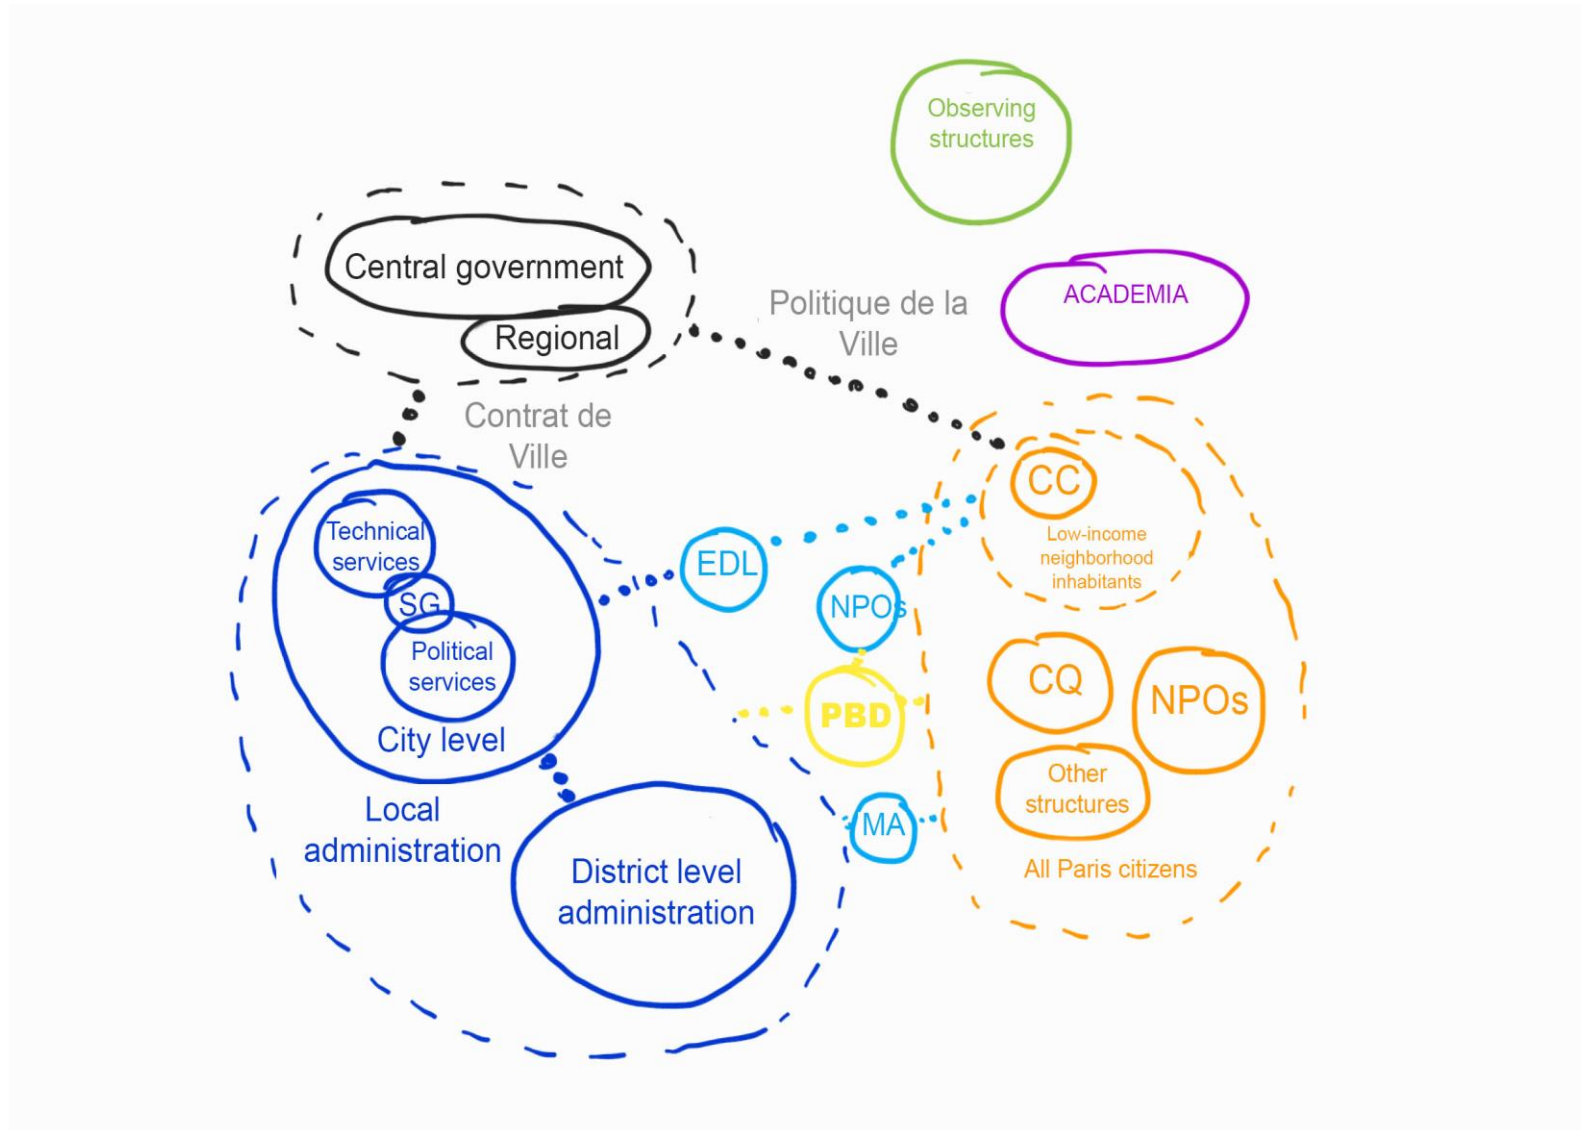 Observing
structures
Central government
Regional
Politique de la
Ville
ACADEMIA
Contrat de
Ville
Technical
services
SG
Political
services
City level
Local
administration
District level
administration
EDL
NPOs
PBD
MA
CC
Low-income
neighborhood
inhabitants
CQ
NPOs
Other
structures
All Paris citizens